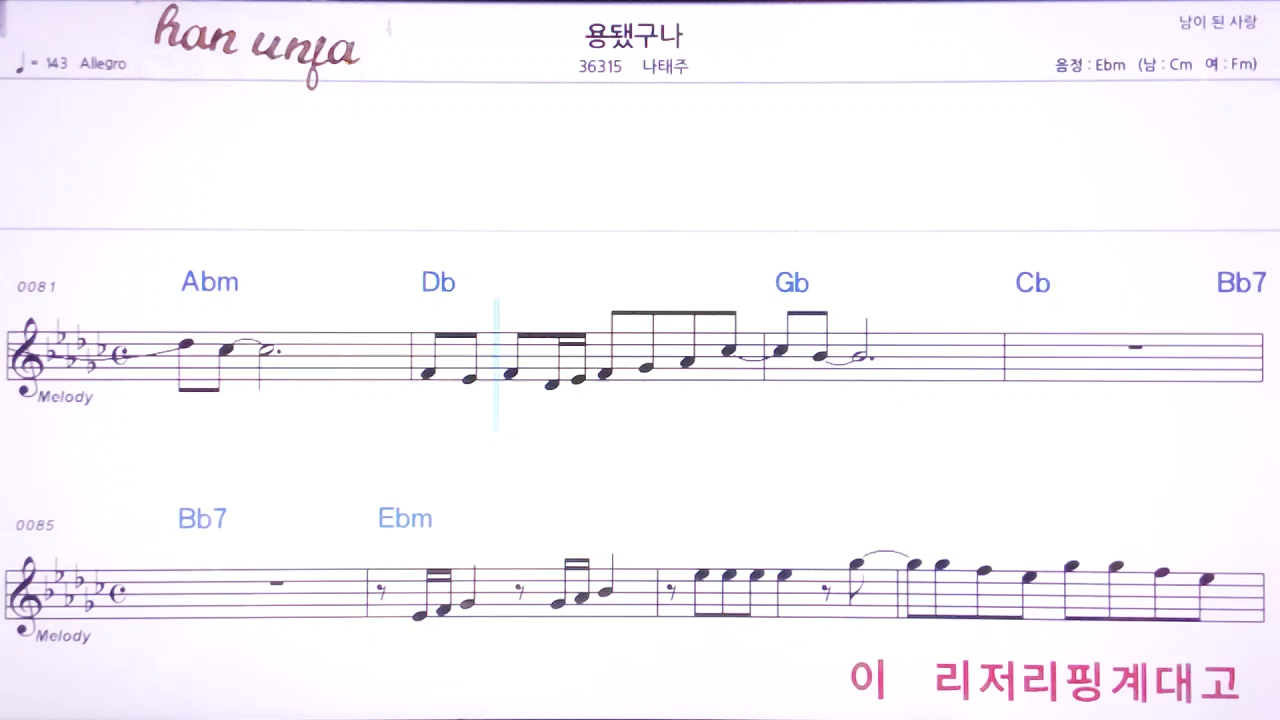 han unja
용됐구나
남이 된 사랑
♩= 143 Allegro
36315 나태주
음정 : Ebm (남 : Cm 여 : Fm)
Abm Db Gb Cb Bb7
0081
Melody
Bb7 Ebm
0085
Melody
이 리저리핑계대고